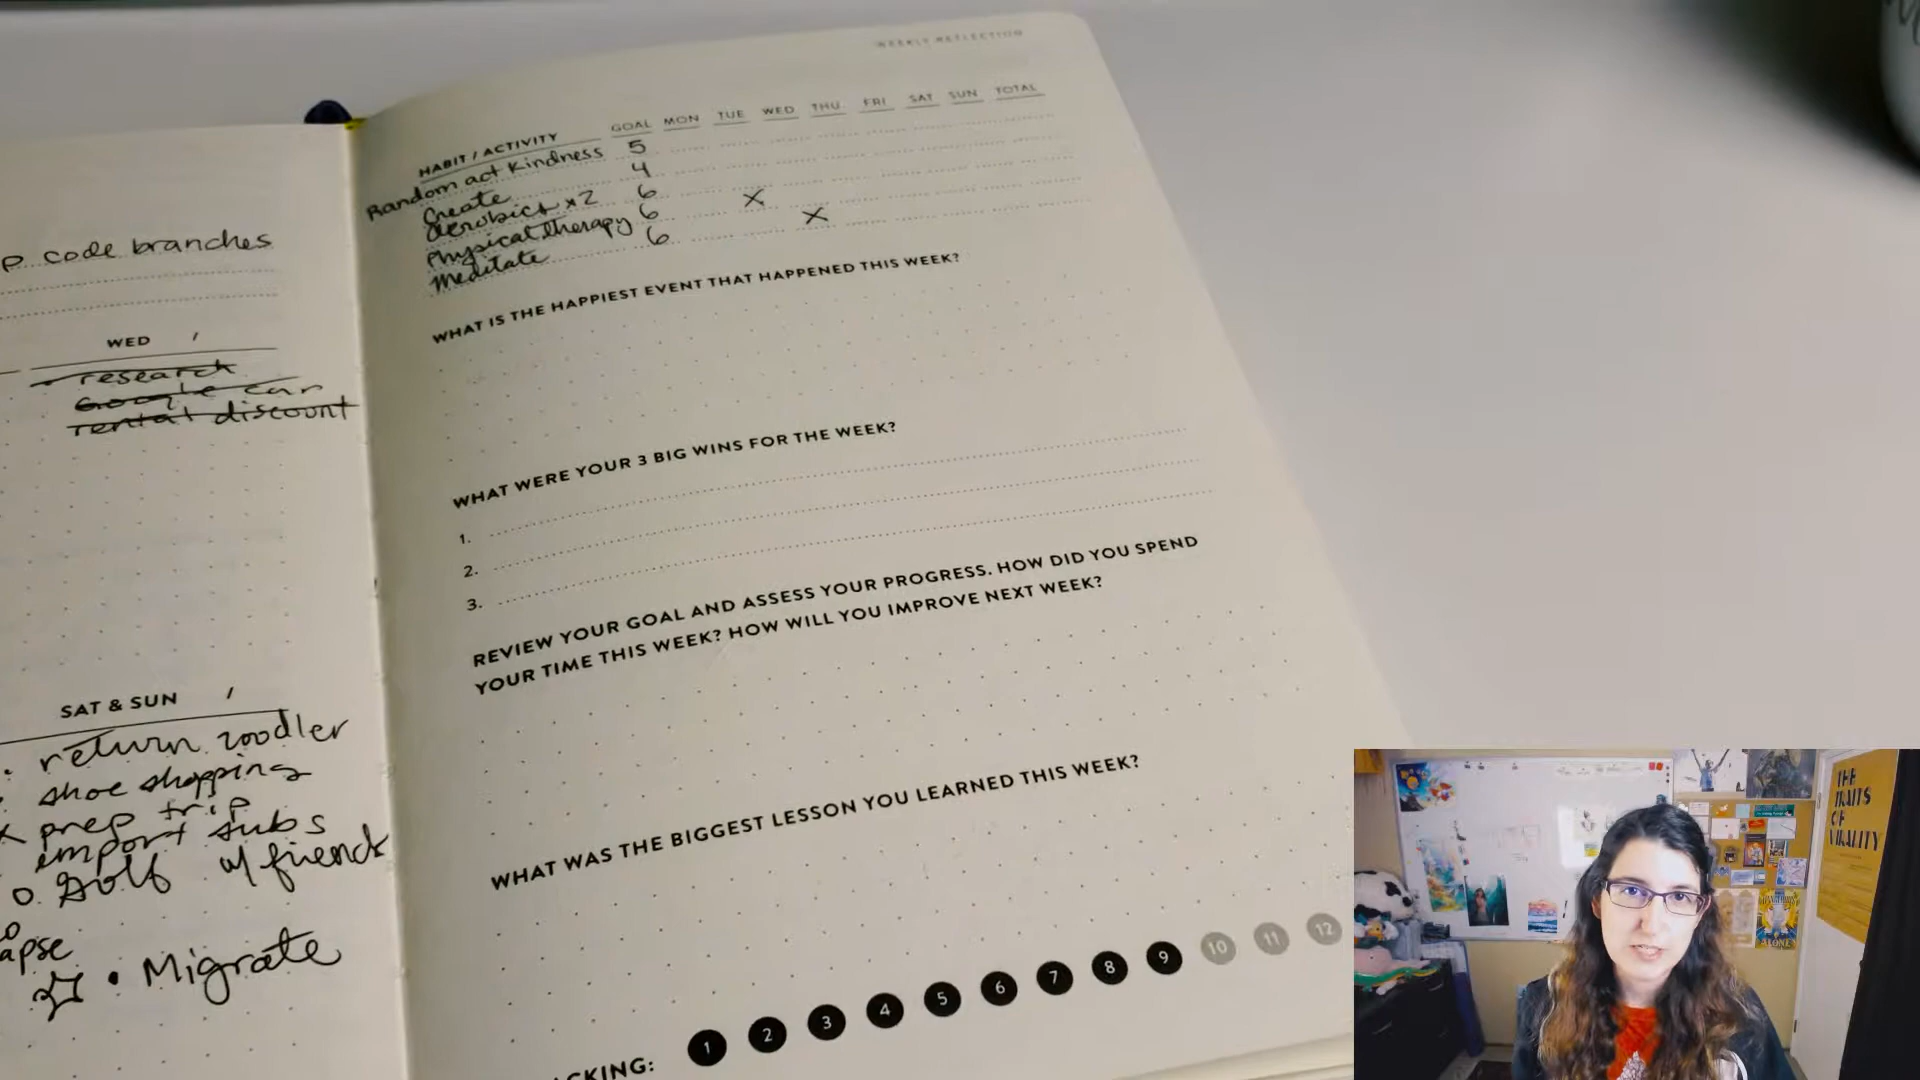 P code branches
WED /
research
Google car
rental discount
SAT & SUN /
. return zoodler
shoe shopping
x prep trip
import subs
o golf w/ friends
apse
• Migrate
WEEKLY REFLECTION
HABIT / ACTIVITY GOAL MON TUE WED THU FRI SAT SUN TOTAL
Random act Kindness 5
Create 4
Aerobics x2 6
Physical therapy 6 X
Meditate 6 X
WHAT IS THE HAPPIEST EVENT THAT HAPPENED THIS WEEK?
WHAT WERE YOUR 3 BIG WINS FOR THE WEEK?
1.
2.
3.
REVIEW YOUR GOAL AND ASSESS YOUR PROGRESS. HOW DID YOU SPEND
YOUR TIME THIS WEEK? HOW WILL YOU IMPROVE NEXT WEEK?
WHAT WAS THE BIGGEST LESSON YOU LEARNED THIS WEEK?
CKING: 1 2 3 4 5 6 7 8 9 10 11 12
THE
TRAITS
OF
VIRALITY